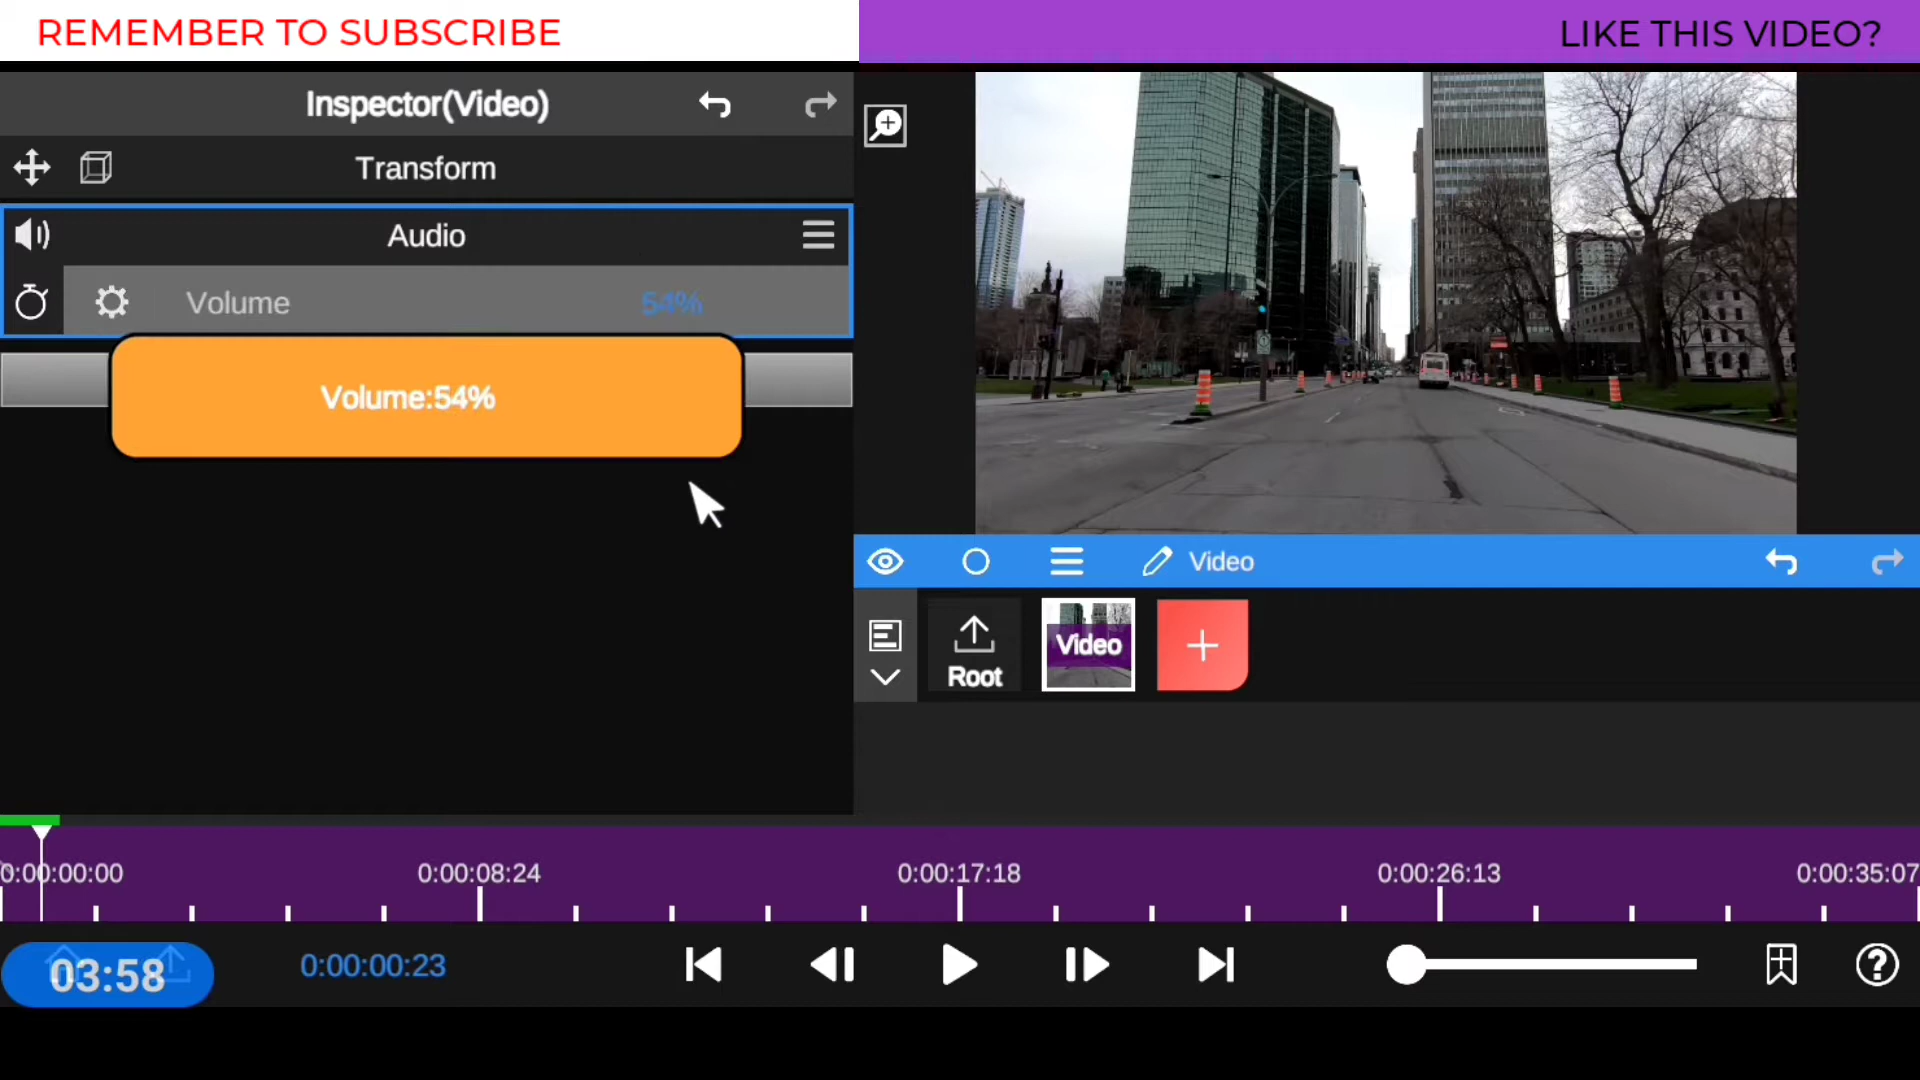 REMEMBER TO SUBSCRIBE
LIKE THIS VIDEO?
Inspector(Video)
Transform
Audio
Volume 54%
Volume:54%
Video
Root
Video
0:00:00:00 0:00:08:24 0:00:17:18 0:00:26:13 0:00:35:07
03:58
0:00:00:23